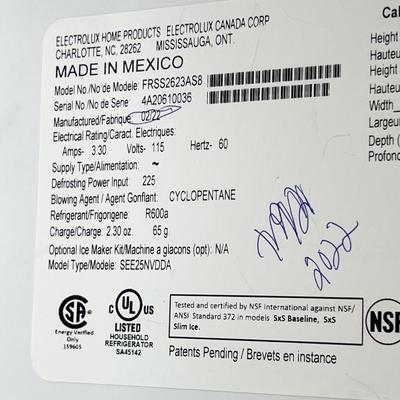 ELECTROLUX HOME PRODUCTS ELECTROLUX CANADA CORP
CHARLOTTE, NC, 28262 MISSISSAUGA, ONT.
MADE IN MEXICO
Model No./No de Modele: FRSS2623AS8
Serial No./No de Serie: 4A20610036
Manufactured/Fabrique: 02/22
Electrical Rating/Caract. Electriques:
Amps- 3.30 Volts- 115 Hertz- 60
Supply Type/Alimentation: ~
Defrosting Power Input: 225
Blowing Agent / Agent Gonflant: CYCLOPENTANE
Refrigerant/Frigorigene: R600a
Charge/Charge: 2.30 oz. 65 g.
Optional Ice Maker Kit/Machine a glacons (opt): N/A
Model Type/Modele: SEE25NVDDA
Cal
Height
Hauteur
Height
Hauteur
Width_
Largeur
Depth
Profond
2022
SA
Energy
Verified
Only
159605
c UL us
LISTED
HOUSEHOLD
REFRIGERATOR
SA45142
Tested and certified by NSF International against NSF/
ANSI Standard 372 in models SxS Baseline, SxS
Slim Ice.
NSF
Patents Pending / Brevets en instance